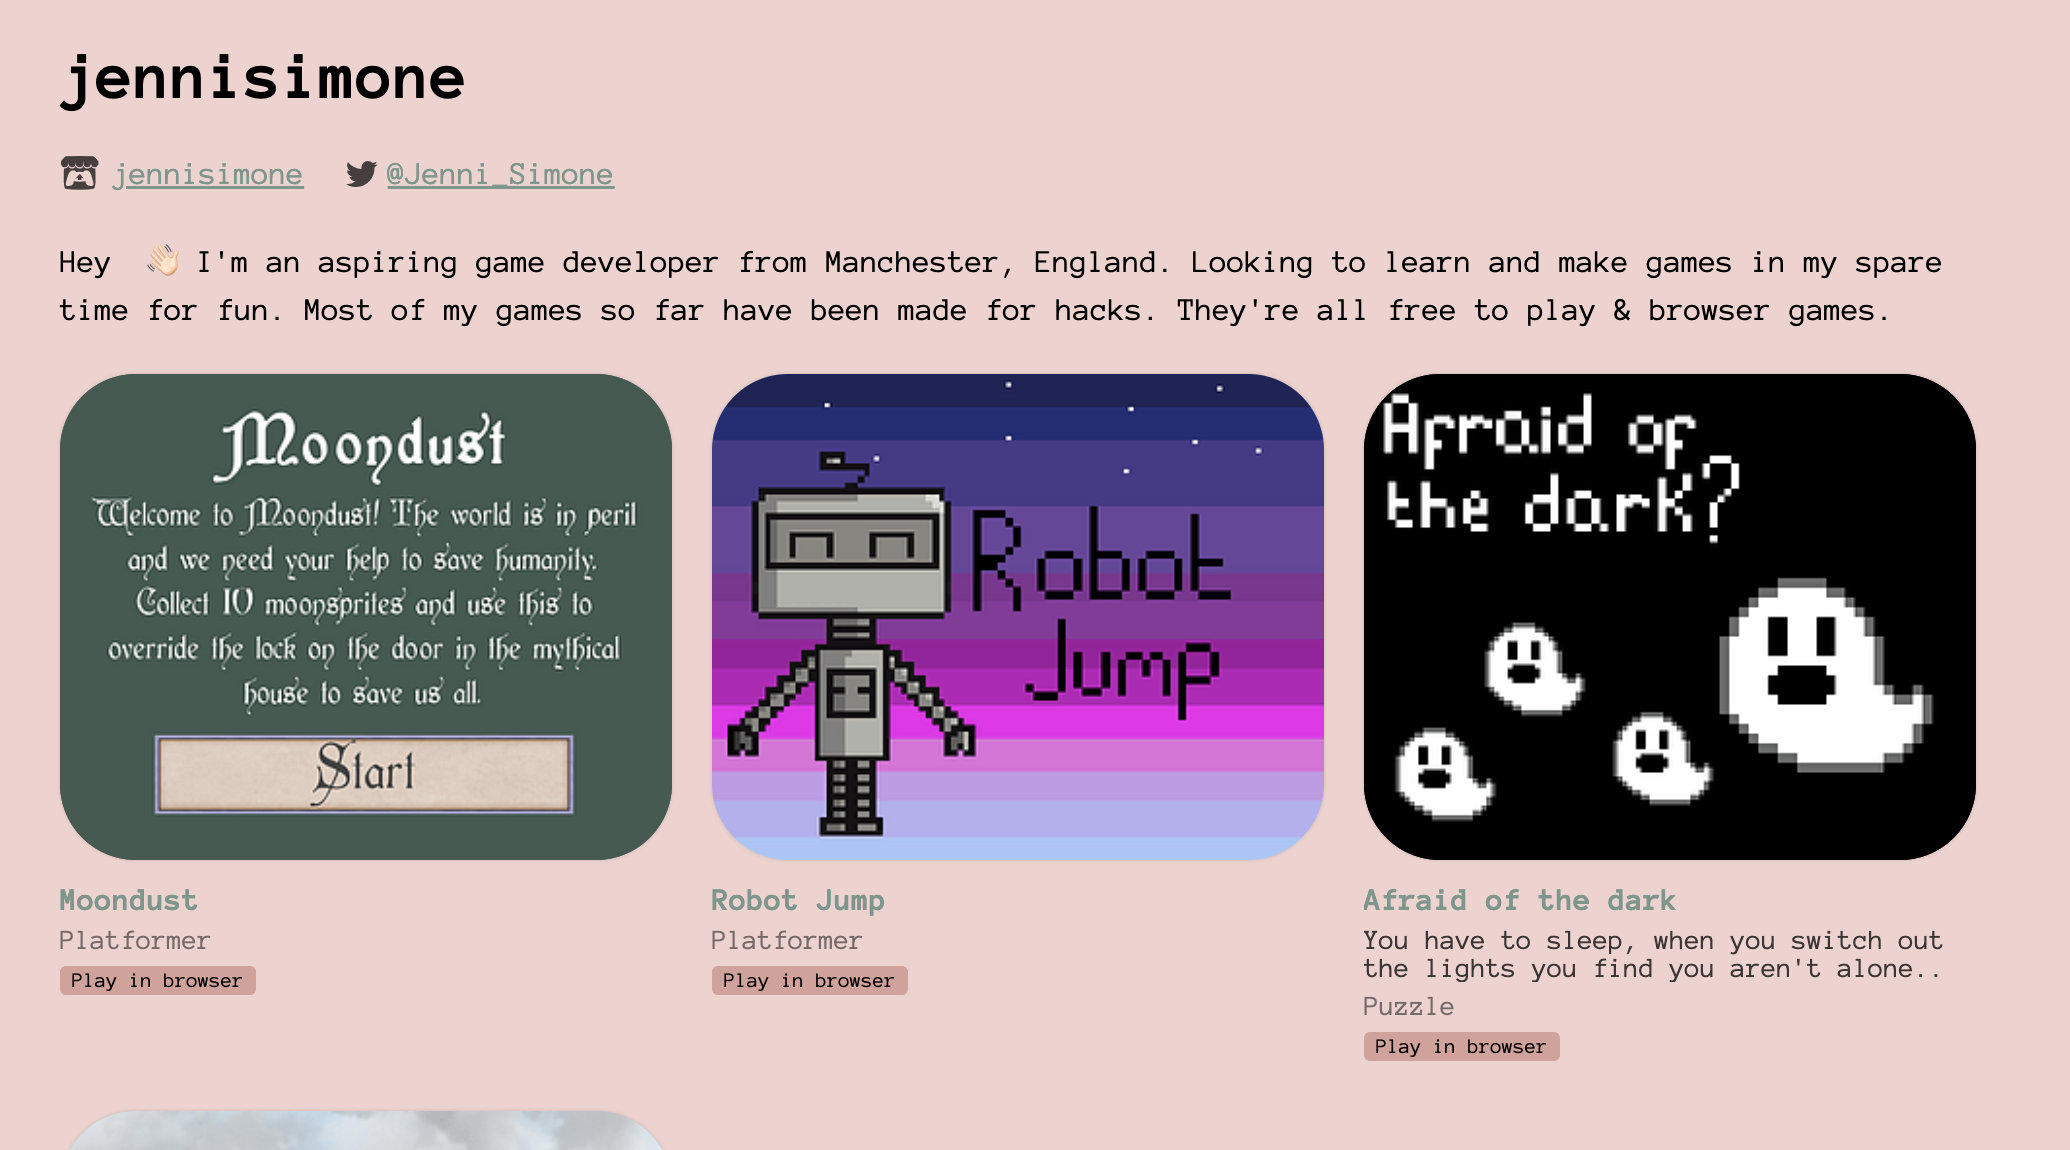 jennisimone
jennisimone @Jenni_Simone
Hey 👋🏻 I'm an aspiring game developer from Manchester, England. Looking to learn and make games in my spare
time for fun. Most of my games so far have been made for hacks. They're all free to play & browser games.
Moondust
Welcome to Moondust! The world is in peril
and we need your help to save humanity.
Collect 10 moonsprites and use this to
override the lock on the door in the mythical
house to save us all.
Start
Robot
Jump
Afraid of
the dark?
Moondust
Platformer
Play in browser
Robot Jump
Platformer
Play in browser
Afraid of the dark
You have to sleep, when you switch out
the lights you find you aren't alone..
Puzzle
Play in browser